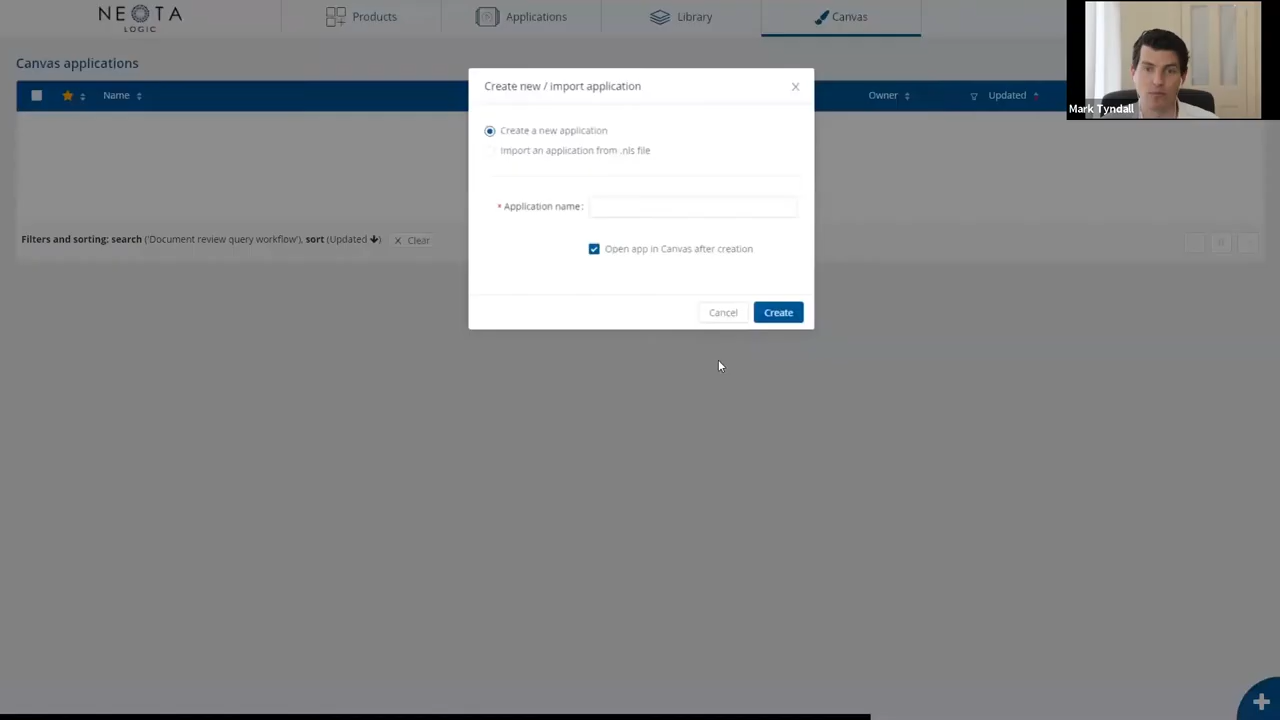 NEOTA
LOGIC
Products
Applications
Library
Canvas
Mark Tyndall
Canvas applications
Name
Owner
Updated
Create new / import application
Create a new application
Import an application from .nls file
* Application name:
Open app in Canvas after creation
Cancel
Create
Filters and sorting: search ('Document review query workflow'), sort (Updated ↓)
Clear